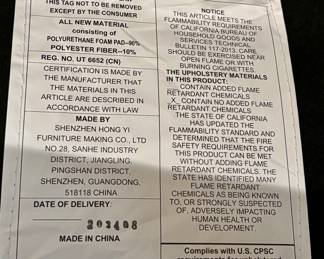 THIS TAG NOT TO BE REMOVED
EXCEPT BY THE CONSUMER
ALL NEW MATERIAL
consisting of
POLYURETHANE FOAM PAD--90%
POLYESTER FIBER--10%
REG. NO. UT 6652 (CN)
CERTIFICATION IS MADE BY
THE MANUFACTURER THAT
THE MATERIALS IN THIS
ARTICLE ARE DESCRIBED IN
ACCORDANCE WITH LAW
MADE BY
SHENZHEN HONG YI
FURNITURE MAKING CO., LTD
NO.28, SANHE INDUSTRY
DISTRICT, JIANGLING,
PINGSHAN DISTRICT,
SHENZHEN, GUANGDONG,
518118 CHINA
DATE OF DELIVERY:
203408
MADE IN CHINA
NOTICE
THIS ARTICLE MEETS THE
FLAMMABILITY REQUIREMENTS
OF CALIFORNIA BUREAU OF
HOUSEHOLD GOODS AND
SERVICES TECHNICAL
BULLETIN 117-2013. CARE
SHOULD BE EXERCISED NEAR
OPEN FLAME OR WITH
BURNING CIGARETTES.
THE UPHOLSTERY MATERIALS
IN THIS PRODUCT:
CONTAIN ADDED FLAME
RETARDANT CHEMICALS
X CONTAIN NO ADDED FLAME
RETARDANT CHEMICALS
THE STATE OF CALIFORNIA
HAS UPDATED THE
FLAMMABILITY STANDARD AND
DETERMINED THAT THE FIRE
SAFETY REQUIREMENTS FOR
THIS PRODUCT CAN BE MET
WITHOUT ADDING FLAME
RETARDANT CHEMICALS. THE
STATE HAS IDENTIFIED MANY
FLAME RETARDANT
CHEMICALS AS BEING KNOWN
TO, OR STRONGLY SUSPECTED
OF, ADVERSELY IMPACTING
HUMAN HEALTH OR
DEVELOPMENT.
Complies with U.S. CPSC
requirements for upholstered